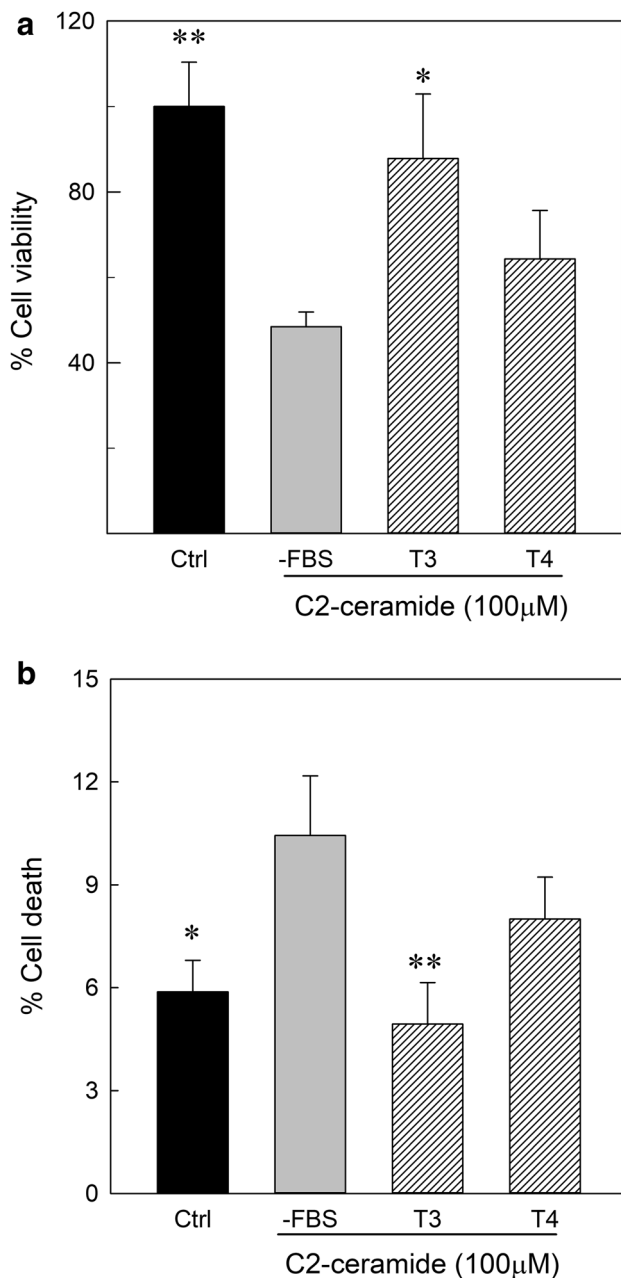 a
120
**
*
80
% Cell viability
40
Ctrl -FBS T3 T4
C2-ceramide (100μM)
b
15
12
9
% Cell death
*
**
6
3
0
Ctrl -FBS T3 T4
C2-ceramide (100μM)